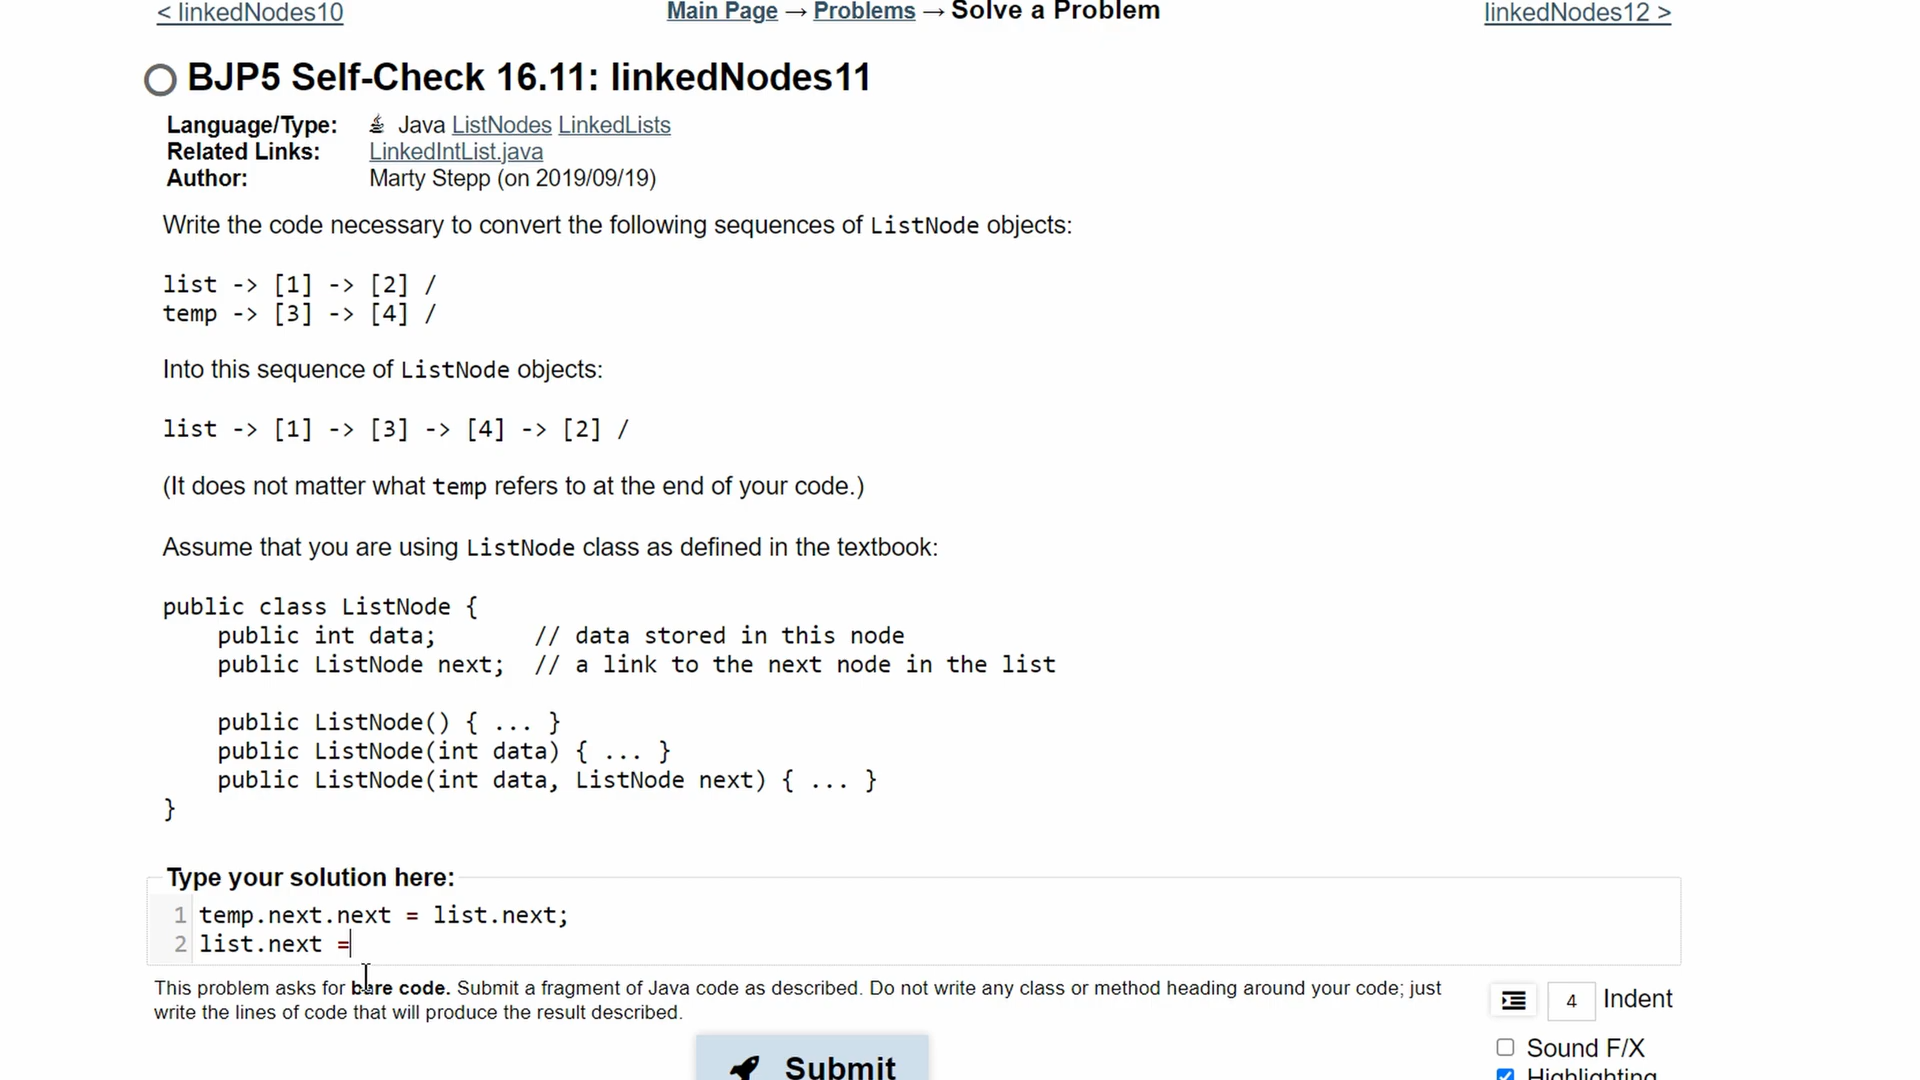 < linkedNodes10 Main Page → Problems → Solve a Problem linkedNodes12 >
BJP5 Self-Check 16.11: linkedNodes11
Language/Type: Java ListNodes LinkedLists
Related Links: LinkedIntList.java
Author: Marty Stepp (on 2019/09/19)
Write the code necessary to convert the following sequences of ListNode objects:
list -> [1] -> [2] /
temp -> [3] -> [4] /
Into this sequence of ListNode objects:
list -> [1] -> [3] -> [4] -> [2] /
(It does not matter what temp refers to at the end of your code.)
Assume that you are using ListNode class as defined in the textbook:
public class ListNode {
    public int data;       // data stored in this node
    public ListNode next;  // a link to the next node in the list
    public ListNode() { ... }
    public ListNode(int data) { ... }
    public ListNode(int data, ListNode next) { ... }
}
Type your solution here:
1 temp.next.next = list.next;
2 list.next =
This problem asks for bare code. Submit a fragment of Java code as described. Do not write any class or method heading around your code; just
write the lines of code that will produce the result described.
4 Indent
Sound F/X
Submit
Highlighting